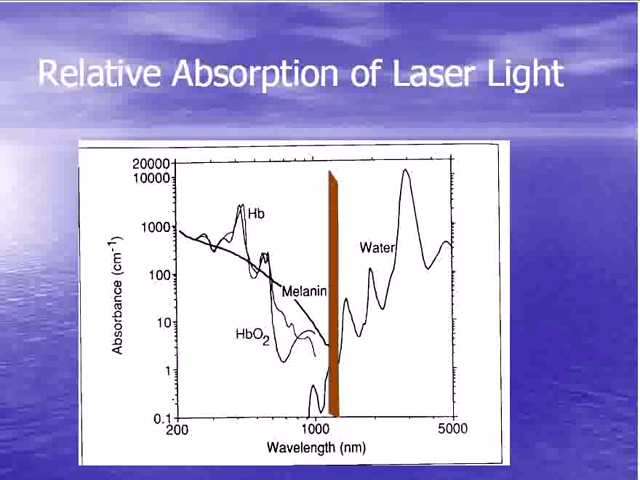 Relative Absorption of Laser Light
20000
10000
1000
100
10
1
0.1
Absorbance (cm-1)
Hb
Water
Melanin
HbO2
200
1000
5000
Wavelength (nm)